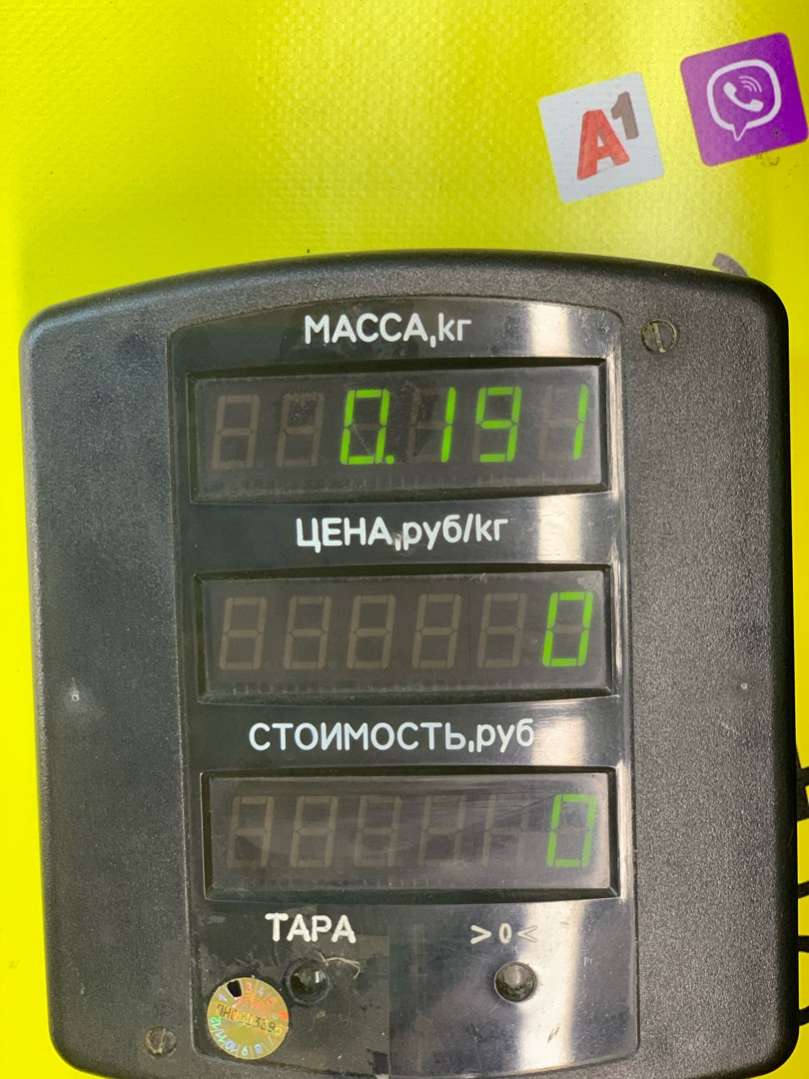 A1
МАССА,кг
0.191
ЦЕНА,руб/кг
0
СТОИМОСТЬ,руб
0
ТАРА
>0<